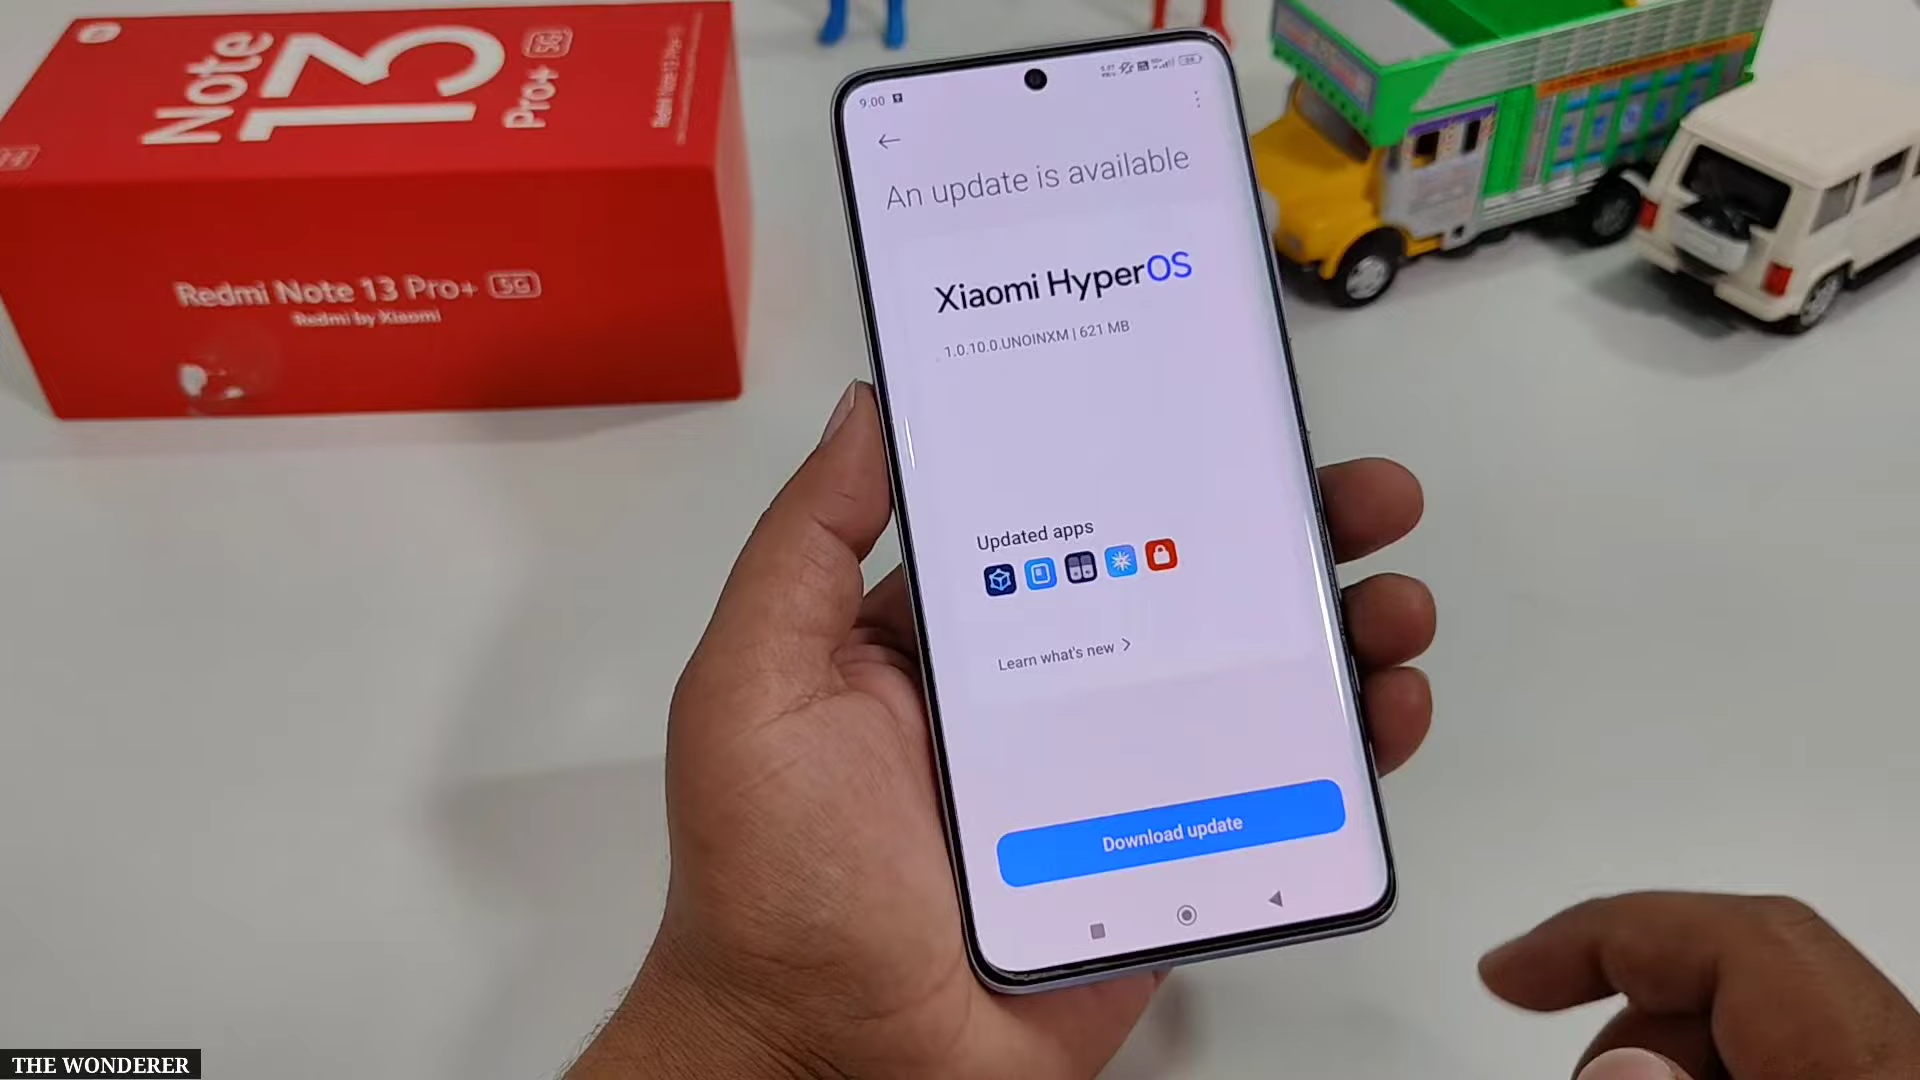 Note
13
Pro+ 5G
Redmi Note 13 Pro+ 5G
Redmi by Xiaomi
9.00
An update is available
Xiaomi HyperOS
1.0.10.0.UNOINXM | 621 MB
Updated apps
Learn what's new
Download update
THE WONDERER